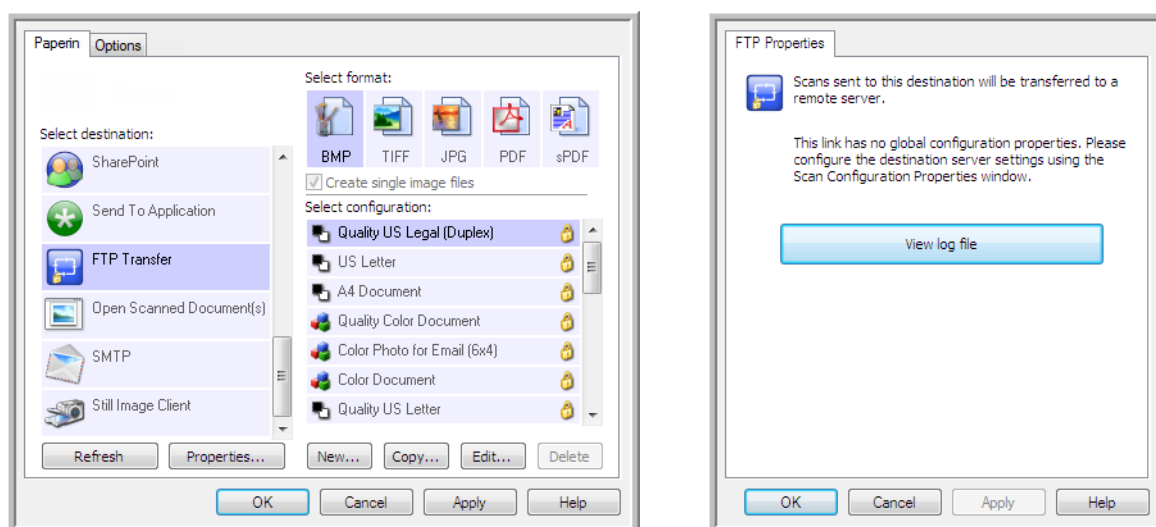 Paperin
Options
Select destination:
SharePoint
Send To Application
FTP Transfer
Open Scanned Document(s)
SMTP
Still Image Client
Refresh
Properties...
Select format:
BMP
TIFF
JPG
PDF
sPDF
Create single image files
Select configuration:
Quality US Legal (Duplex)
US Letter
A4 Document
Quality Color Document
Color Photo for Email (6x4)
Color Document
Quality US Letter
New...
Copy...
Edit...
Delete
OK
Cancel
Apply
Help
FTP Properties
Scans sent to this destination will be transferred to a
remote server.
This link has no global configuration properties. Please
configure the destination server settings using the
Scan Configuration Properties window.
View log file
OK
Cancel
Apply
Help